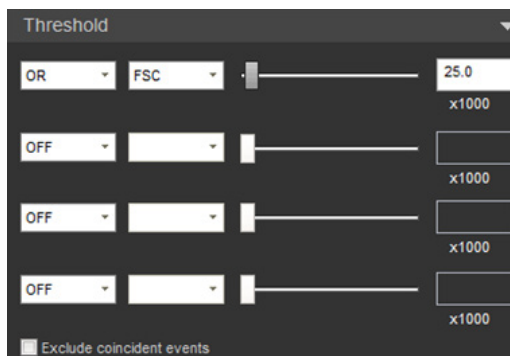 Threshold
OR FSC 25.0
x1000
OFF
x1000
OFF
x1000
OFF
x1000
Exclude coincident events